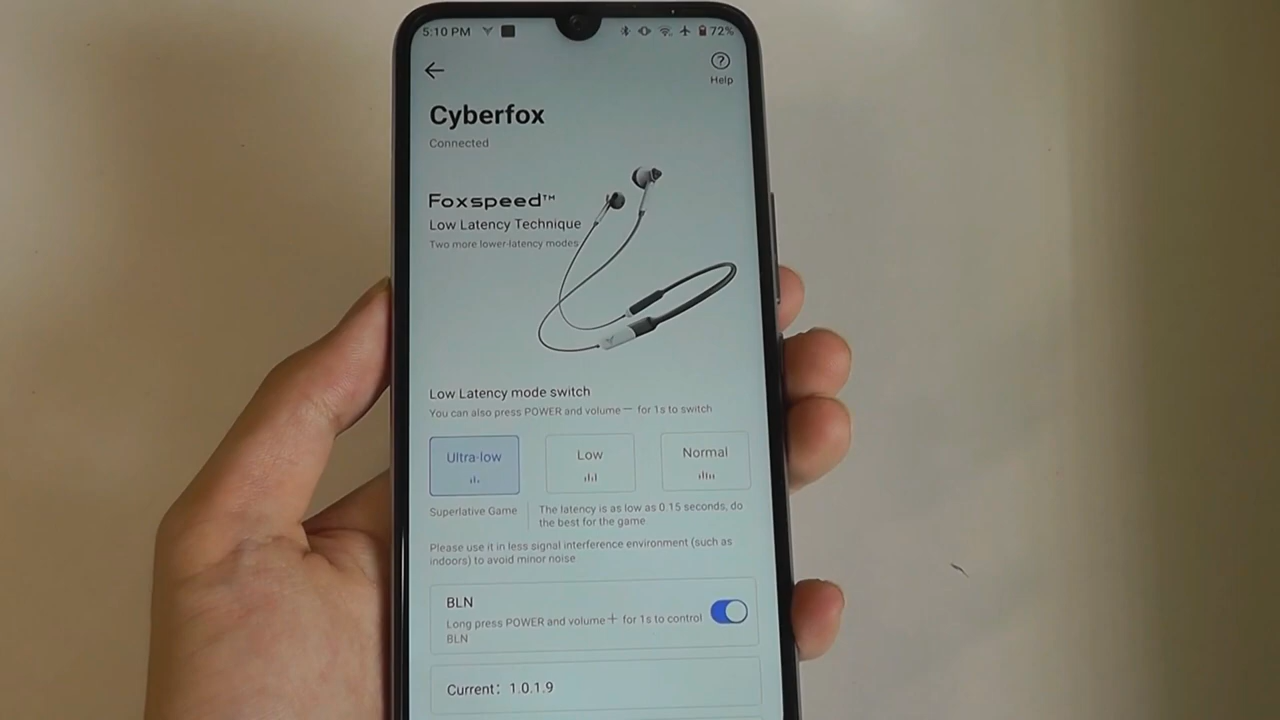 5:10 PM
72%
Help
Cyberfox
Connected
Foxspeed™
Low Latency Technique
Two more lower-latency modes
Low Latency mode switch
You can also press POWER and volume — for 1s to switch
Ultra-low
Low
Normal
Superlative Game
The latency is as low as 0.15 seconds, do
the best for the game
Please use it in less signal interference environment (such as
indoors) to avoid minor noise
BLN
Long press POWER and volume + for 1s to control
BLN
Current: 1.0.1.9